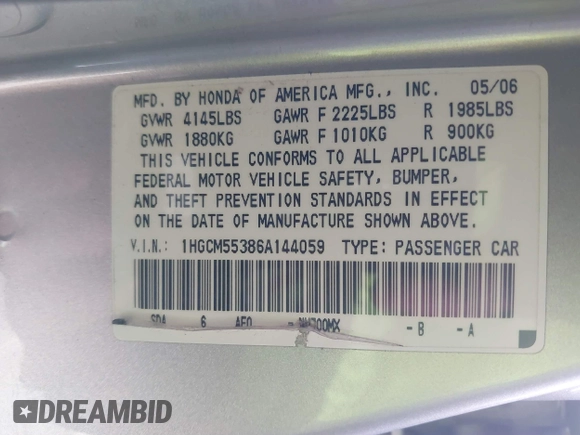 MFD. BY HONDA OF AMERICA MFG., INC. 05/06
GVWR 4145LBS GAWR F 2225LBS R 1985LBS
GVWR 1880KG GAWR F 1010KG R 900KG
THIS VEHICLE CONFORMS TO ALL APPLICABLE
FEDERAL MOTOR VEHICLE SAFETY, BUMPER,
AND THEFT PREVENTION STANDARDS IN EFFECT
ON THE DATE OF MANUFACTURE SHOWN ABOVE.
V.I.N.: 1HGCM55386A144059 TYPE: PASSENGER CAR
SDA 6 -B -A
DREAMBID